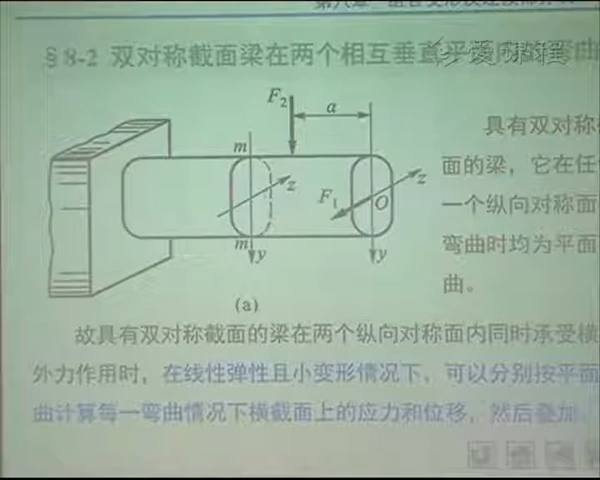 §8-2 双对称截面梁在两个相互垂直平面内的弯曲
F₂
a
具有双对称
m
面的梁，它在任
z
z
F₁
O
一个纵向对称面
m
y
y
弯曲时均为平面
曲。
(a)
故具有双对称截面的梁在两个纵向对称面内同时承受横
外力作用时，在线性弹性且小变形情况下，可以分别按平面
曲计算每一弯曲情况下横截面上的应力和位移，然后叠加。